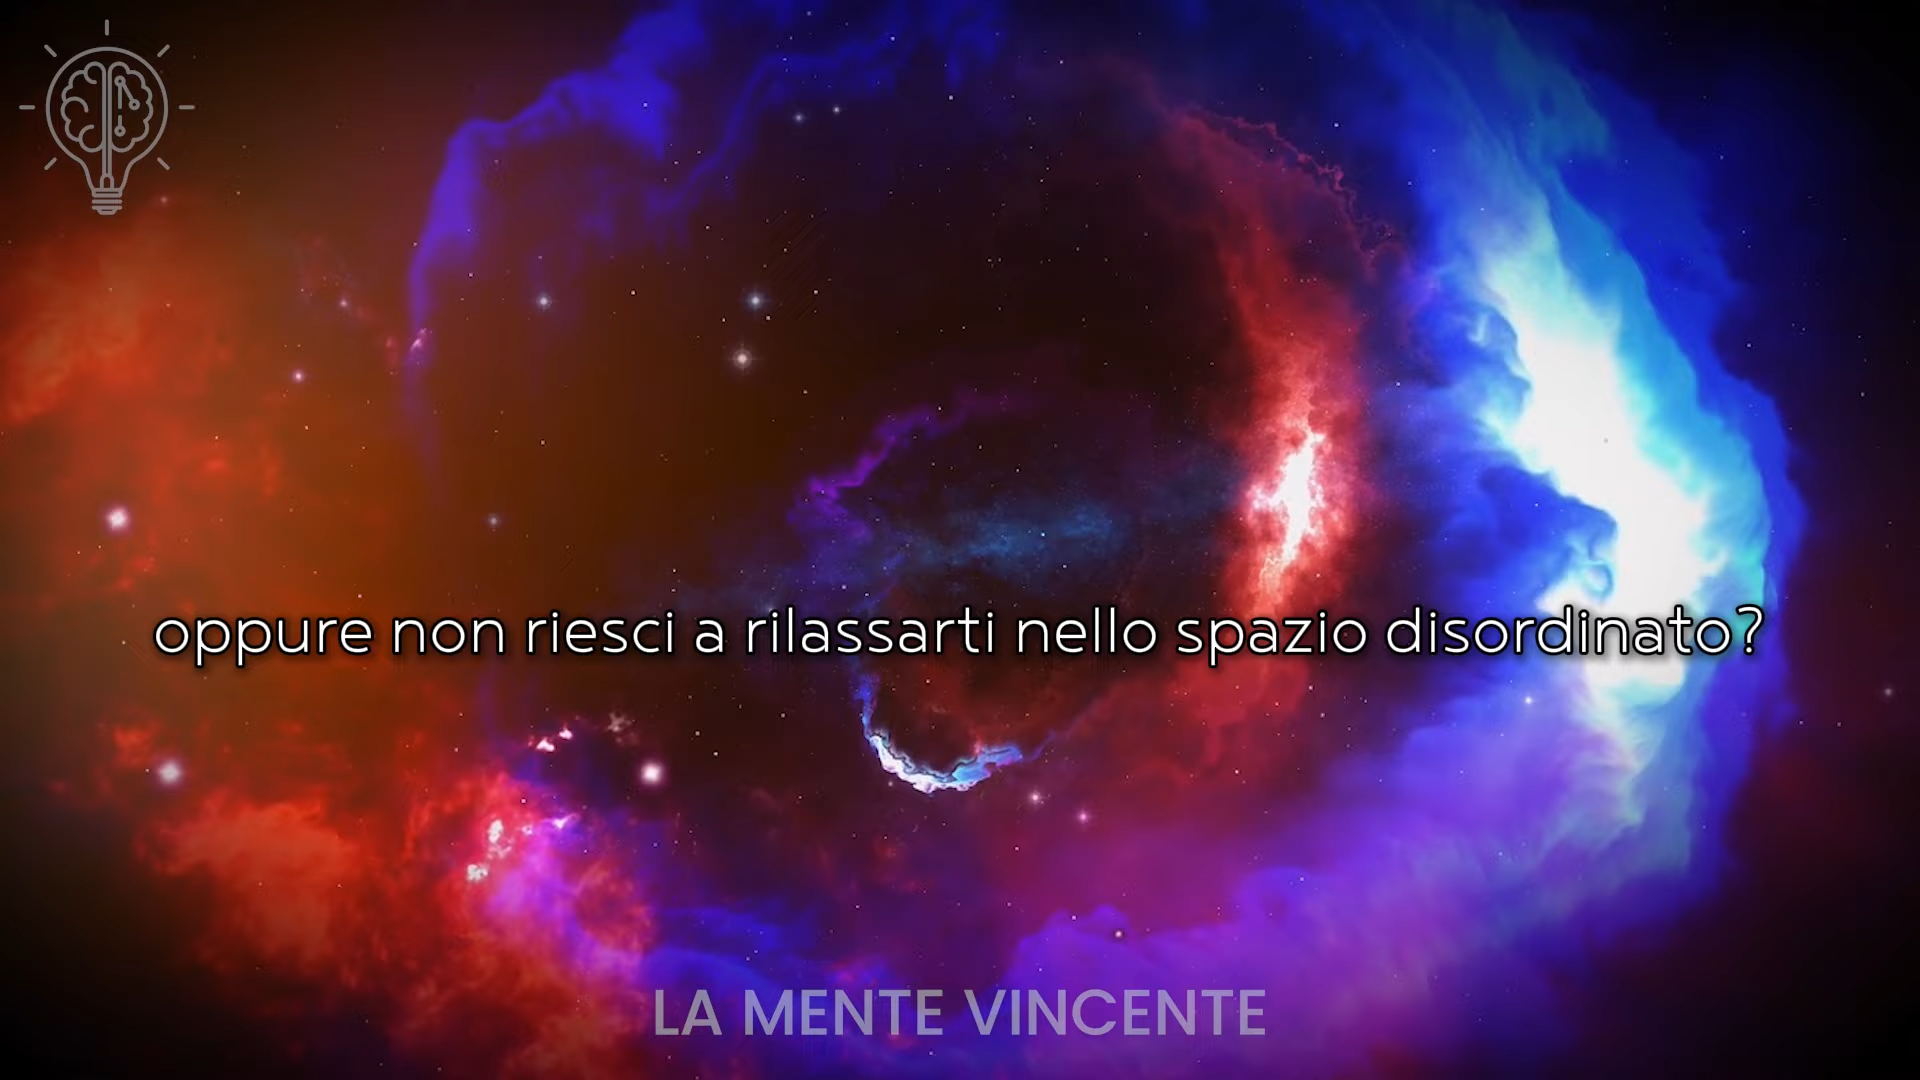 oppure non riesci a rilassarti nello spazio disordinato?
LA MENTE VINCENTE